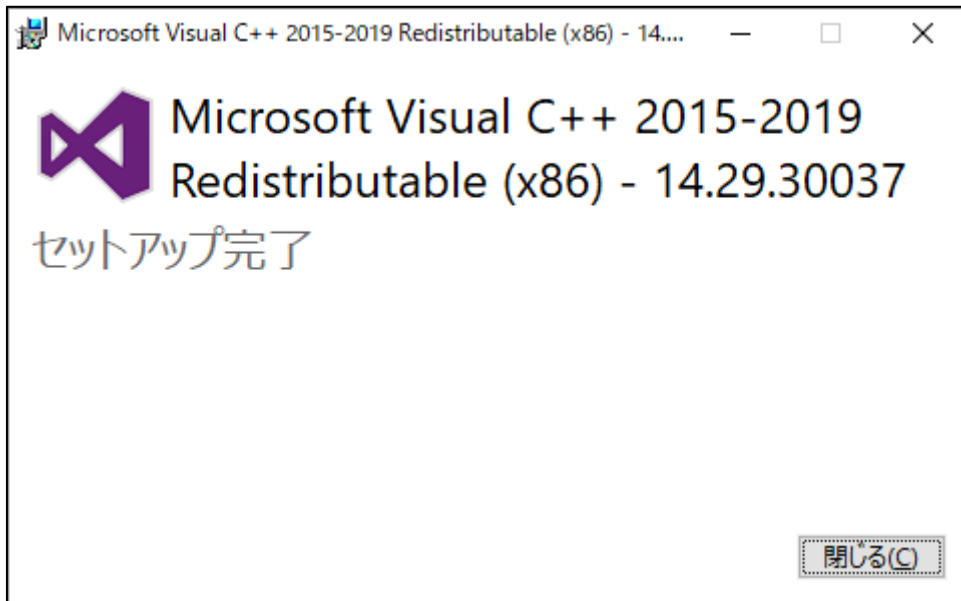 Microsoft Visual C++ 2015-2019 Redistributable (x86) - 14....
Microsoft Visual C++ 2015-2019
Redistributable (x86) - 14.29.30037
セットアップ完了
閉じる(C)